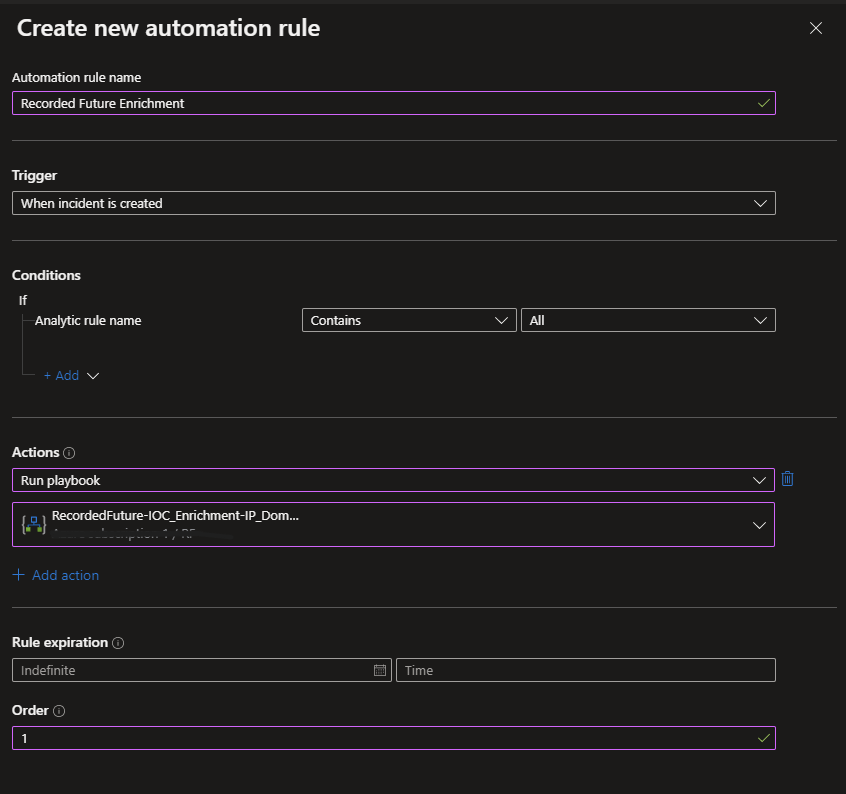 Create new automation rule
Automation rule name
Recorded Future Enrichment
Trigger
When incident is created
Conditions
If
Analytic rule name
Contains
All
+ Add
Actions
Run playbook
RecordedFuture-IOC_Enrichment-IP_Dom...
+ Add action
Rule expiration
Indefinite
Time
Order
1